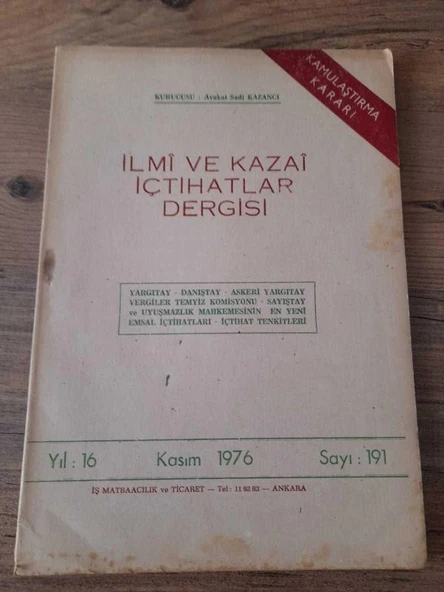 KAMULAŞTIRMA
KARARI
KURUCUSU : Avukat Sadi KAZANCI
İLMÎ VE KAZAÎ
İÇTİHATLAR
DERGİSİ
YARGITAY - DANIŞTAY - ASKERİ YARGITAY
VERGİLER TEMYİZ KOMİSYONU - SAYIŞTAY
ve UYUŞMAZLIK MAHKEMESİNİN EN YENİ
EMSAL İÇTİHATLARI - İÇTİHAT TENKİTLERİ
Yıl : 16 Kasım 1976 Sayı : 191
İŞ MATBAACILIK ve TİCARET — Tel : 11 82 83 — ANKARA